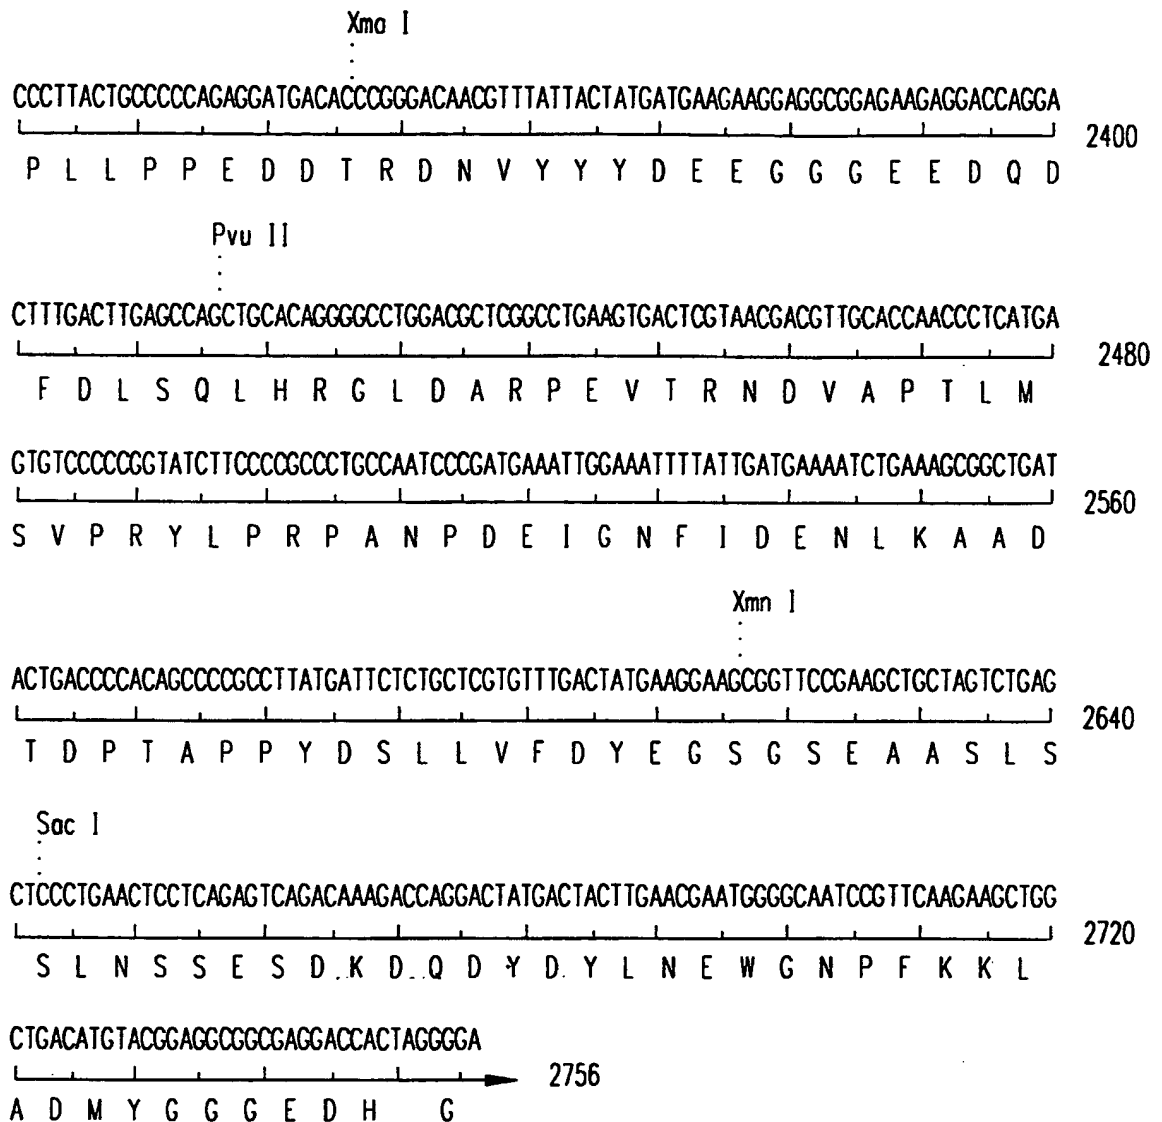 Xma I
CCCTTACTGCCCCCAGAGGATGACACCCGGGACAACGTTTATTACTATGATGAAGAAGGAGGCGGAGAAGAGGACCAGGA
2400
P L L P P E D D T R D N V Y Y Y D E E G G G E E D Q D
Pvu II
CTTTGACTTGAGCCAGCTGCACAGGGGCCTGGACGCTCGGCCTGAAGTGACTCGTAACGACGTTGCACCAACCCTCATGA
2480
F D L S Q L H R G L D A R P E V T R N D V A P T L M
GTGTCCCCCGGTATCTTCCCCGCCCTGCCAATCCCGATGAAATTGGAAATTTTATTGATGAAAATCTGAAAGCGGCTGAT
2560
S V P R Y L P R P A N P D E I G N F I D E N L K A A D
Xmn I
ACTGACCCCACAGCCCCGCCTTATGATTCTCTGCTCGTGTTTGACTATGAAGGAAGCGGTTCCGAAGCTGCTAGTCTGAG
2640
T D P T A P P Y D S L L V F D Y E G S G S E A A S L S
Sac I
CTCCCTGAACTCCTCAGAGTCAGACAAAGACCAGGACTATGACTACTTGAACGAATGGGGCAATCCGTTCAAGAAGCTGG
2720
S L N S S E S D K D Q D Y D Y L N E W G N P F K K L
CTGACATGTACGGAGGCGGCGAGGACCACTAGGGGA
2756
A D M Y G G G E D H G